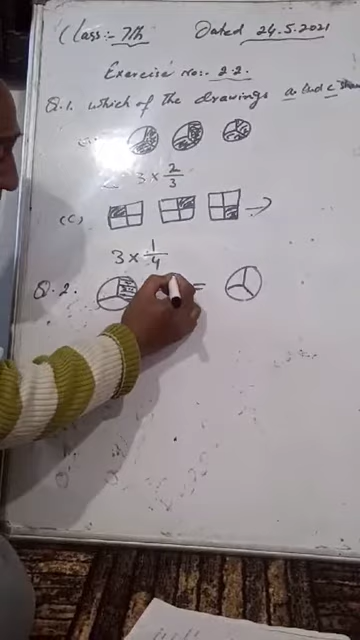 Class:- 7th Dated 24.5.2021
Exercise No:- 2.2.
Q.1. which of the drawings a to d c
3 × 2/3
(c)
3 × 1/4
Q.2. =